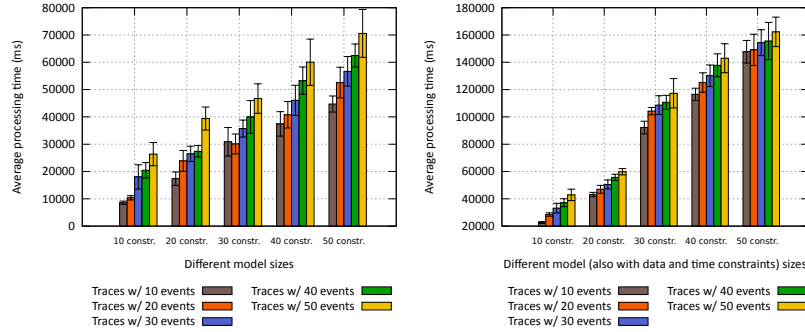 80000
70000
60000
50000
40000
30000
20000
10000
0
Average processing time (ms)
10 constr. 20 constr. 30 constr. 40 constr. 50 constr.
Different model sizes
Traces w/ 10 events
Traces w/ 20 events
Traces w/ 30 events
Traces w/ 40 events
Traces w/ 50 events
180000
160000
140000
120000
100000
80000
60000
40000
20000
Average processing time (ms)
10 constr. 20 constr. 30 constr. 40 constr. 50 constr.
Different model (also with data and time constraints) sizes
Traces w/ 10 events
Traces w/ 20 events
Traces w/ 30 events
Traces w/ 40 events
Traces w/ 50 events